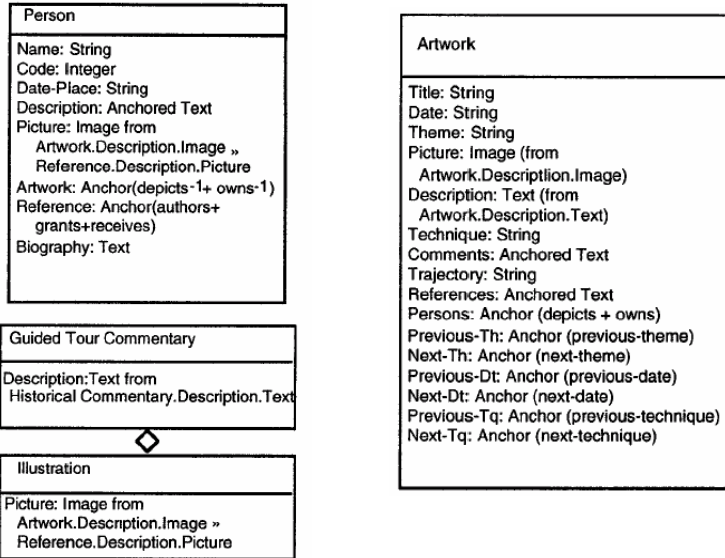 Person
Name: String
Code: Integer
Date-Place: String
Description: Anchored Text
Picture: Image from
Artwork.Description.Image »
Reference.Description.Picture
Artwork: Anchor(depicts-1+ owns-1)
Reference: Anchor(authors+
grants+receives)
Biography: Text
Guided Tour Commentary
Description:Text from
Historical Commentary.Description.Text
Illustration
Picture: Image from
Artwork.Description.Image »
Reference.Description.Picture
Artwork
Title: String
Date: String
Theme: String
Picture: Image (from
Artwork.Descriptlion.Image)
Description: Text (from
Artwork.Description.Text)
Technique: String
Comments: Anchored Text
Trajectory: String
References: Anchored Text
Persons: Anchor (depicts + owns)
Previous-Th: Anchor (previous-theme)
Next-Th: Anchor (next-theme)
Previous-Dt: Anchor (previous-date)
Next-Dt: Anchor (next-date)
Previous-Tq: Anchor (previous-technique)
Next-Tq: Anchor (next-technique)